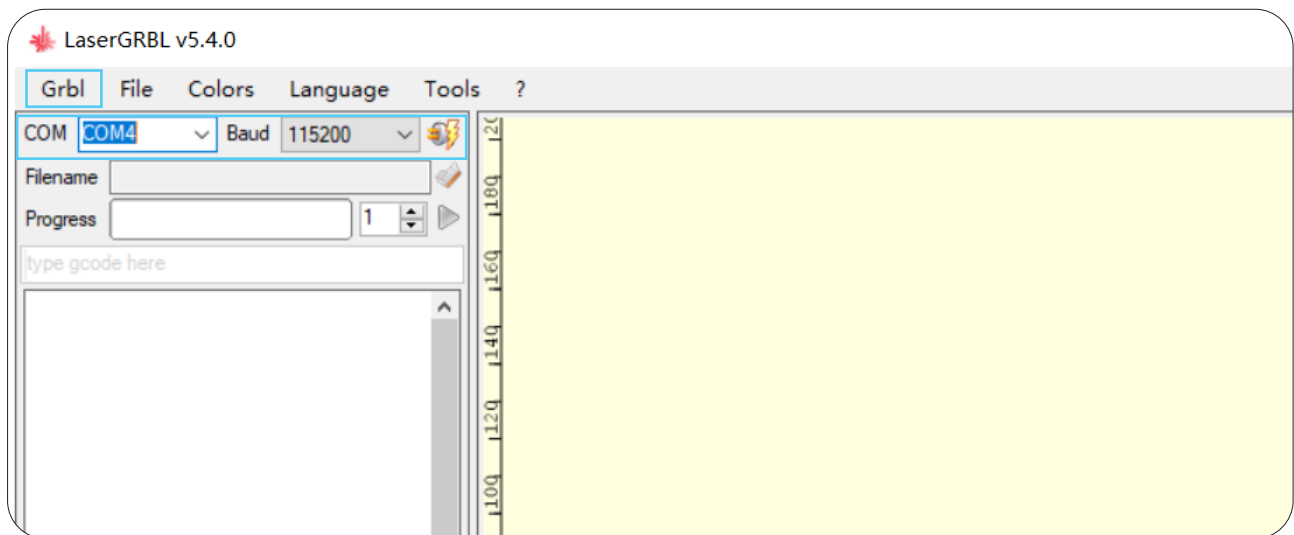 LaserGRBL v5.4.0
Grbl File Colors Language Tools ?
COM COM4 Baud 115200
Filename
Progress 1
type gcode here
180
160
140
120
100